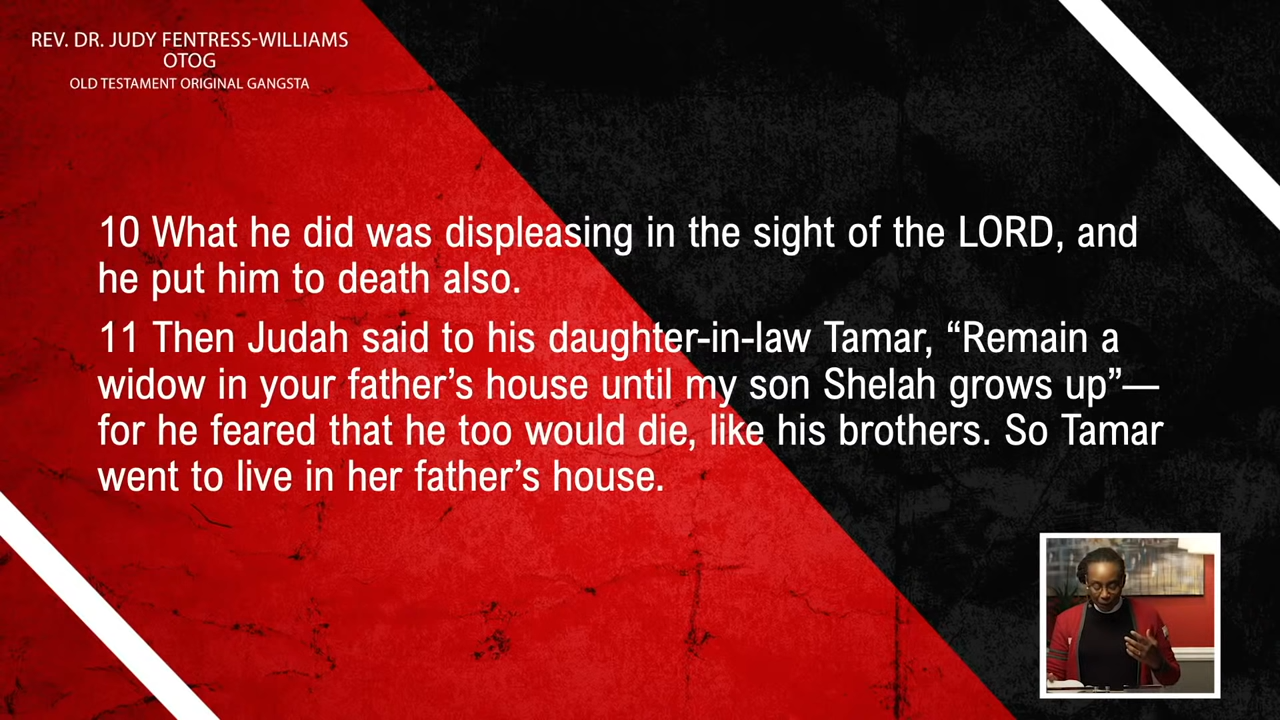 REV. DR. JUDY FENTRESS-WILLIAMS
OTOG
OLD TESTAMENT ORIGINAL GANGSTA
10 What he did was displeasing in the sight of the LORD, and
he put him to death also.
11 Then Judah said to his daughter-in-law Tamar, “Remain a
widow in your father’s house until my son Shelah grows up”—
for he feared that he too would die, like his brothers. So Tamar
went to live in her father’s house.